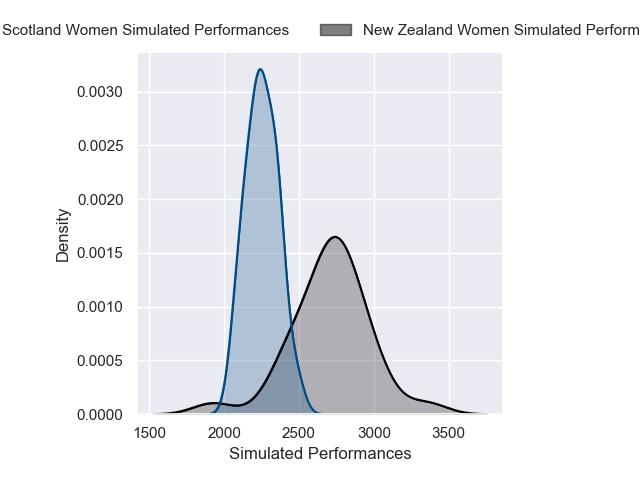 Scotland Women Simulated Performances New Zealand Women Simulated Perform
0.0030
0.0025
0.0020
0.0015
0.0010
0.0005
0.0000
Density
1500 2000 2500 3000 3500
Simulated Performances